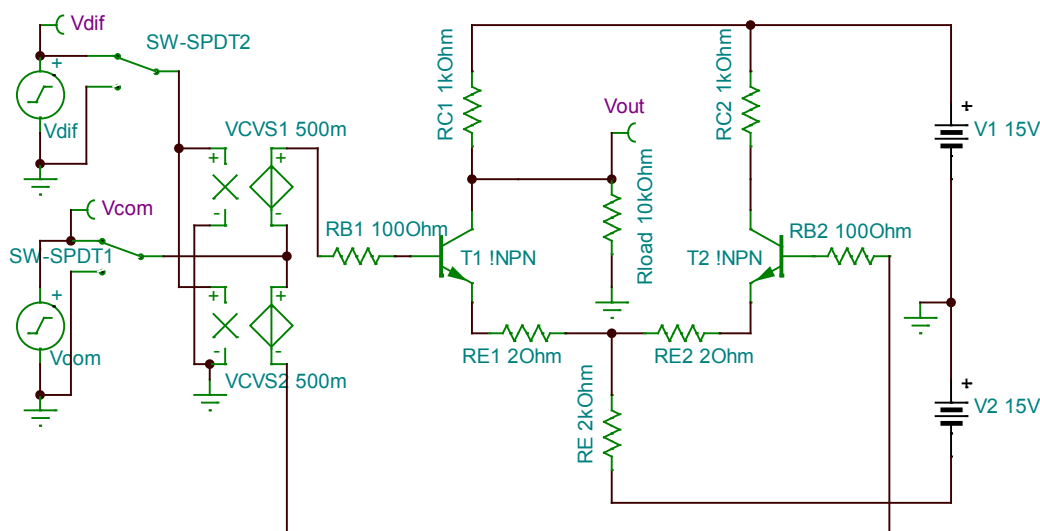 Vdif
SW-SPDT2
+
Vdif
VCVS1 500m
+
+
-
-
Vcom
SW-SPDT1
+
Vcom
+
+
-
-
VCVS2 500m
RB1 100Ohm
T1 !NPN
RC1 1kOhm
Vout
Rload 10kOhm
RC2 1kOhm
T2 !NPN
RB2 100Ohm
RE1 2Ohm
RE2 2Ohm
RE 2kOhm
+
V1 15V
+
V2 15V